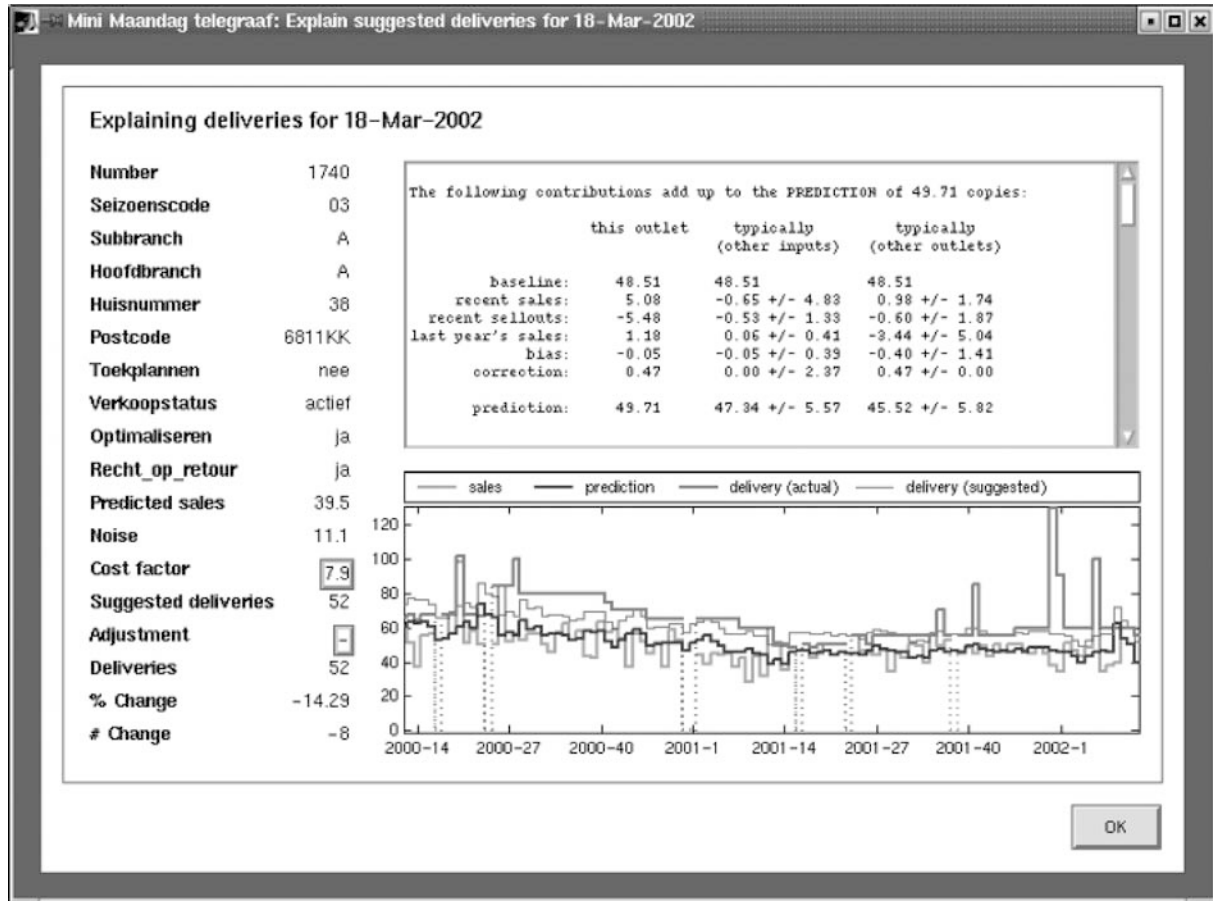 Mini Maandag telegraaf: Explain suggested deliveries for 18-Mar-2002
Explaining deliveries for 18-Mar-2002
Number 1740
Seizoenscode 03
Subbranch A
Hoofdbranch A
Huisnummer 38
Postcode 6811KK
Toekplannen nee
Verkoopstatus actief
Optimaliseren ja
Recht_op_retour ja
Predicted sales 39.5
Noise 11.1
Cost factor 7.9
Suggested deliveries 52
Adjustment -
Deliveries 52
% Change -14.29
# Change -8
The following contributions add up to the PREDICTION of 49.71 copies:
this outlet typically typically
(other inputs) (other outlets)
baseline: 48.51 48.51 48.51
recent sales: 5.08 -0.65 +/- 4.83 0.98 +/- 1.74
recent sellouts: -5.48 -0.53 +/- 1.33 -0.60 +/- 1.87
last year's sales: 1.18 0.06 +/- 0.41 -3.44 +/- 5.04
bias: -0.05 -0.05 +/- 0.39 -0.40 +/- 1.41
correction: 0.47 0.00 +/- 2.37 0.47 +/- 0.00
prediction: 49.71 47.34 +/- 5.57 45.52 +/- 5.82
sales prediction delivery (actual) delivery (suggested)
120
100
80
60
40
20
0
2000-14 2000-27 2000-40 2001-1 2001-14 2001-27 2001-40 2002-1
OK